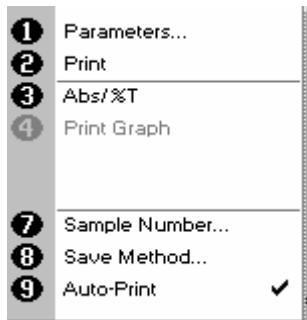 1 Parameters...
2 Print
3 Abs/%T
4 Print Graph
7 Sample Number...
8 Save Method...
9 Auto-Print ✓